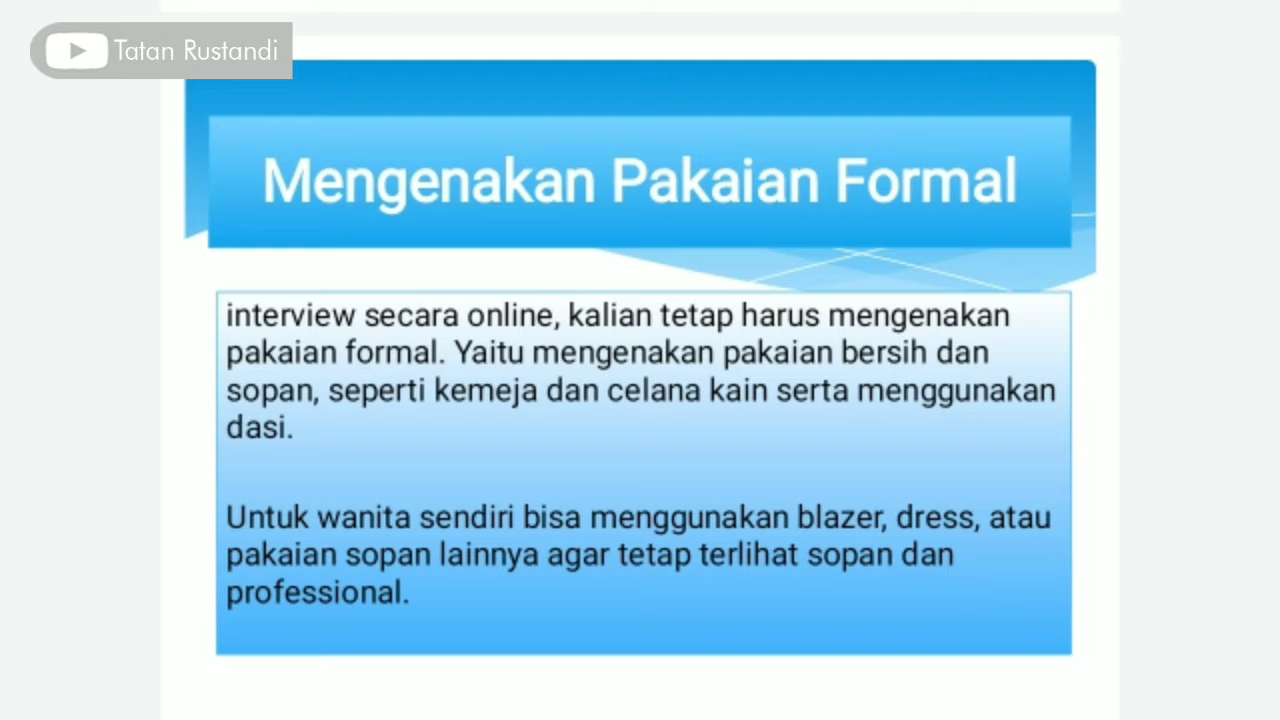 Tatan Rustandi
Mengenakan Pakaian Formal
interview secara online, kalian tetap harus mengenakan
pakaian formal. Yaitu mengenakan pakaian bersih dan
sopan, seperti kemeja dan celana kain serta menggunakan
dasi.
Untuk wanita sendiri bisa menggunakan blazer, dress, atau
pakaian sopan lainnya agar tetap terlihat sopan dan
professional.